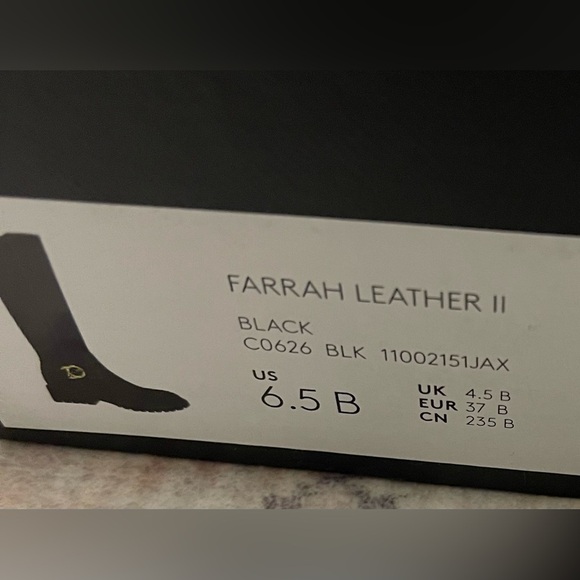 FARRAH LEATHER II
BLACK
C0626 BLK 11002151JAX
US
6.5 B
UK 4.5 B
EUR 37 B
CN 235 B